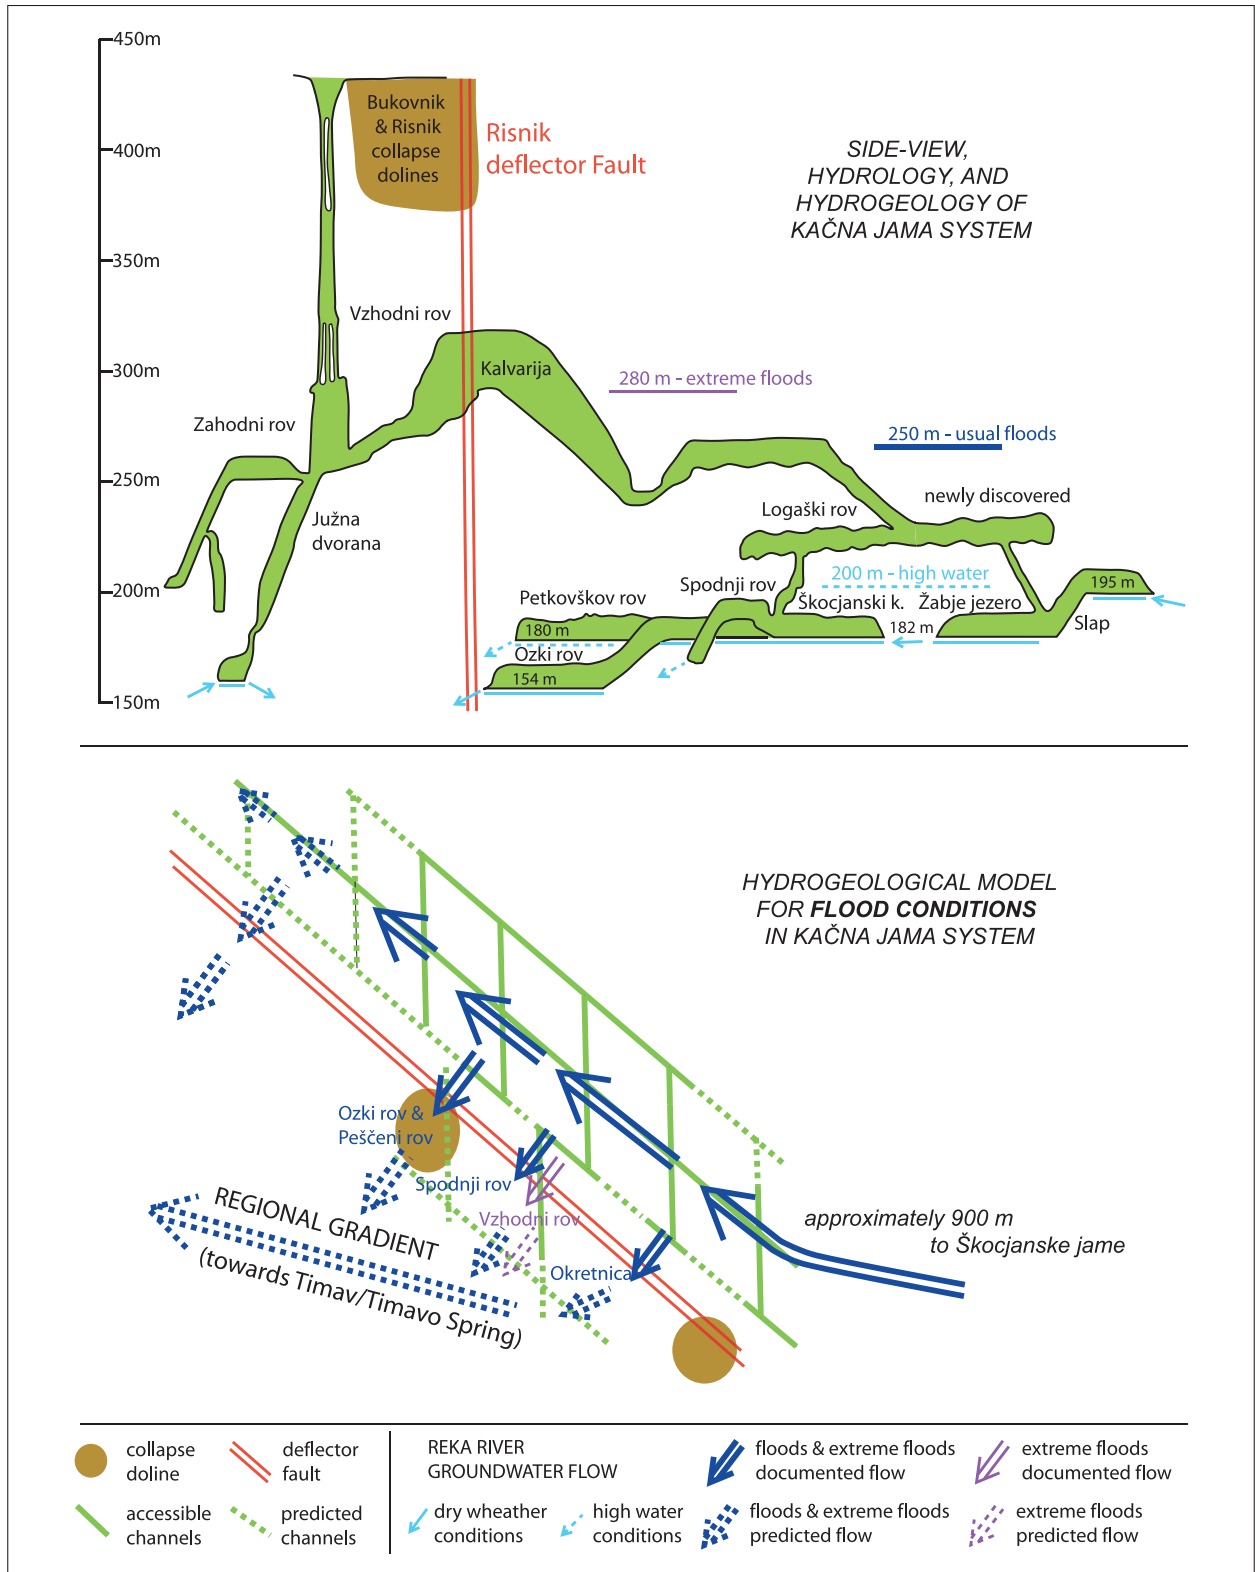 450m
400m
350m
300m
250m
200m
150m
Bukovnik
& Risnik
collapse
dolines
Risnik
deflector Fault
SIDE-VIEW,
HYDROLOGY, AND
HYDROGEOLOGY OF
KAČNA JAMA SYSTEM
Vzhodni rov
Kalvarija
280 m - extreme floods
Zahodni rov
250 m - usual floods
Južna
dvorana
Logaški rov
newly discovered
200 m - high water
Spodnji rov
Petkovškov rov
Škocjanski k.
Žabje jezero
195 m
180 m
182 m
Slap
Ozki rov
154 m
HYDROGEOLOGICAL MODEL
FOR FLOOD CONDITIONS
IN KAČNA JAMA SYSTEM
Ozki rov &
Peščeni rov
Spodnji rov
Vzhodni rov
Okretnica
REGIONAL GRADIENT
(towards Timav/Timavo Spring)
approximately 900 m
to Škocjanske jame
collapse
doline
deflector
fault
accessible
channels
predicted
channels
REKA RIVER
GROUNDWATER FLOW
dry wheather
conditions
high water
conditions
floods & extreme floods
documented flow
floods & extreme floods
predicted flow
extreme floods
documented flow
extreme floods
predicted flow